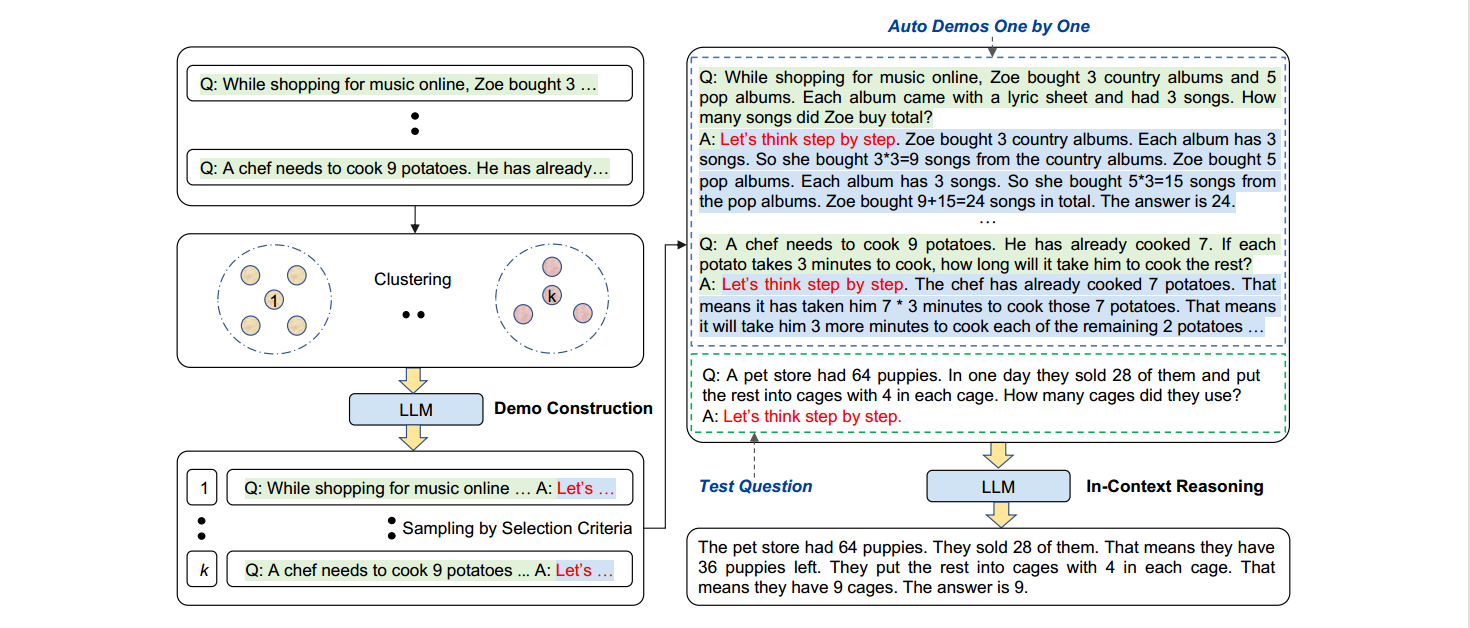 Q: While shopping for music online, Zoe bought 3 …
Q: A chef needs to cook 9 potatoes. He has already…
1
Clustering
k
LLM
Demo Construction
1
Q: While shopping for music online … A: Let’s …
Sampling by Selection Criteria
k
Q: A chef needs to cook 9 potatoes ... A: Let’s …
Auto Demos One by One
Q: While shopping for music online, Zoe bought 3 country albums and 5
pop albums. Each album came with a lyric sheet and had 3 songs. How
many songs did Zoe buy total?
A: Let’s think step by step. Zoe bought 3 country albums. Each album has 3
songs. So she bought 3*3=9 songs from the country albums. Zoe bought 5
pop albums. Each album has 3 songs. So she bought 5*3=15 songs from
the pop albums. Zoe bought 9+15=24 songs in total. The answer is 24.
…
Q: A chef needs to cook 9 potatoes. He has already cooked 7. If each
potato takes 3 minutes to cook, how long will it take him to cook the rest?
A: Let’s think step by step. The chef has already cooked 7 potatoes. That
means it has taken him 7 * 3 minutes to cook those 7 potatoes. That means
it will take him 3 more minutes to cook each of the remaining 2 potatoes …
Q: A pet store had 64 puppies. In one day they sold 28 of them and put
the rest into cages with 4 in each cage. How many cages did they use?
A: Let’s think step by step.
Test Question
LLM
In-Context Reasoning
The pet store had 64 puppies. They sold 28 of them. That means they have
36 puppies left. They put the rest into cages with 4 in each cage. That
means they have 9 cages. The answer is 9.